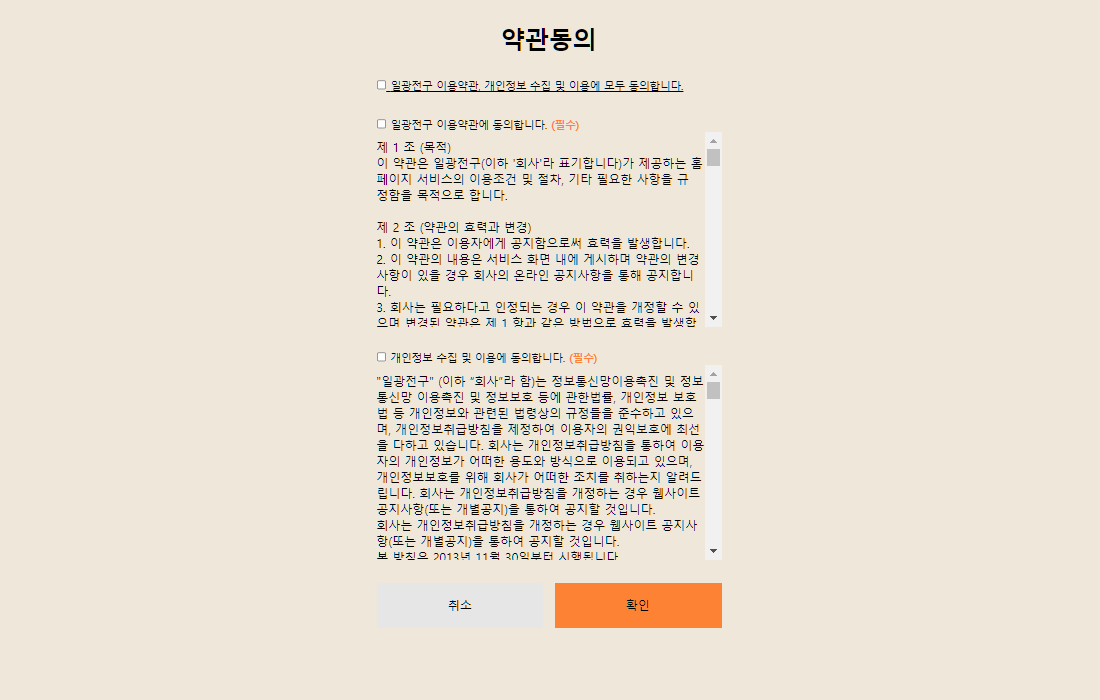 약관동의
일광전구 이용약관, 개인정보 수집 및 이용에 모두 동의합니다.
일광전구 이용약관에 동의합니다. (필수)
제 1 조 (목적)
이 약관은 일광전구(이하 '회사'라 표기합니다)가 제공하는 홈
페이지 서비스의 이용조건 및 절차, 기타 필요한 사항을 규
정함을 목적으로 합니다.
제 2 조 (약관의 효력과 변경)
1. 이 약관은 이용자에게 공지함으로써 효력을 발생합니다.
2. 이 약관의 내용은 서비스 화면 내에 게시하며 약관의 변경
사항이 있을 경우 회사의 온라인 공지사항을 통해 공지합니
다.
3. 회사는 필요하다고 인정되는 경우 이 약관을 개정할 수 있
으며 변경된 약관은 제 1 항과 같은 방법으로 효력을 발생합
개인정보 수집 및 이용에 동의합니다. (필수)
"일광전구" (이하 "회사"라 함)는 정보통신망이용촉진 및 정보
통신망 이용촉진 및 정보보호 등에 관한법률, 개인정보 보호
법 등 개인정보와 관련된 법령상의 규정들을 준수하고 있으
며, 개인정보취급방침을 제정하여 이용자의 권익보호에 최선
을 다하고 있습니다. 회사는 개인정보취급방침을 통하여 이용
자의 개인정보가 어떠한 용도와 방식으로 이용되고 있으며,
개인정보보호를 위해 회사가 어떠한 조치를 취하는지 알려드
립니다. 회사는 개인정보취급방침을 개정하는 경우 웹사이트
공지사항(또는 개별공지)을 통하여 공지할 것입니다.
회사는 개인정보취급방침을 개정하는 경우 웹사이트 공지사
항(또는 개별공지)을 통하여 공지할 것입니다.
본 방침은 2013년 11월 30일부터 시행됩니다
취소
확인